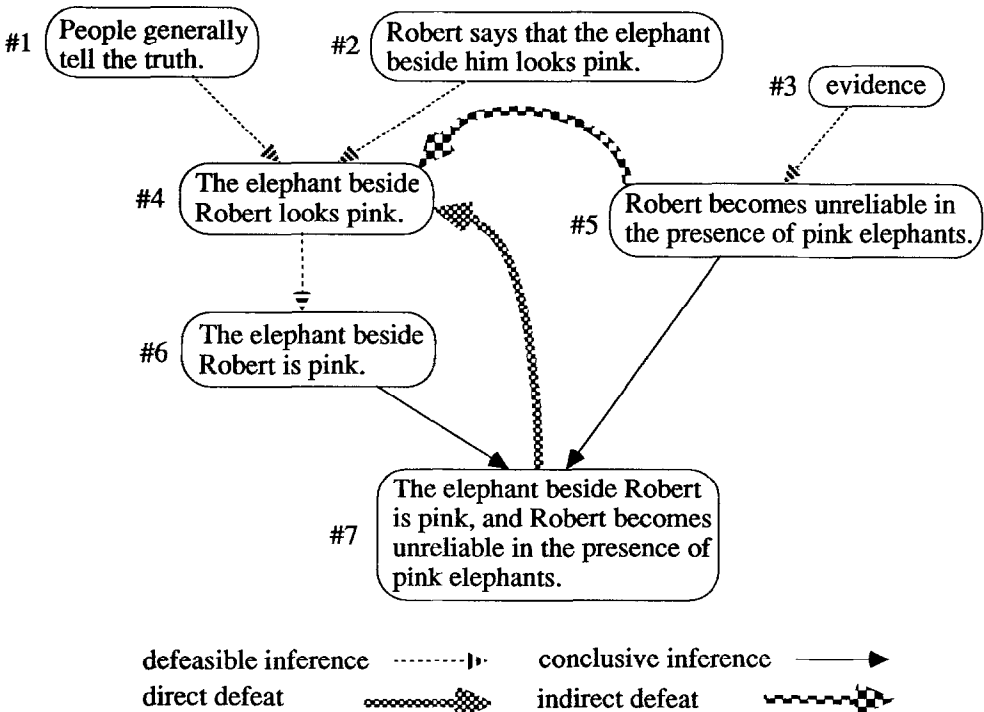 #1
People generally
tell the truth.
#2
Robert says that the elephant
beside him looks pink.
#3
evidence
#4
The elephant beside
Robert looks pink.
#5
Robert becomes unreliable in
the presence of pink elephants.
#6
The elephant beside
Robert is pink.
#7
The elephant beside Robert
is pink, and Robert becomes
unreliable in the presence of
pink elephants.
defeasible inference
conclusive inference
direct defeat
indirect defeat